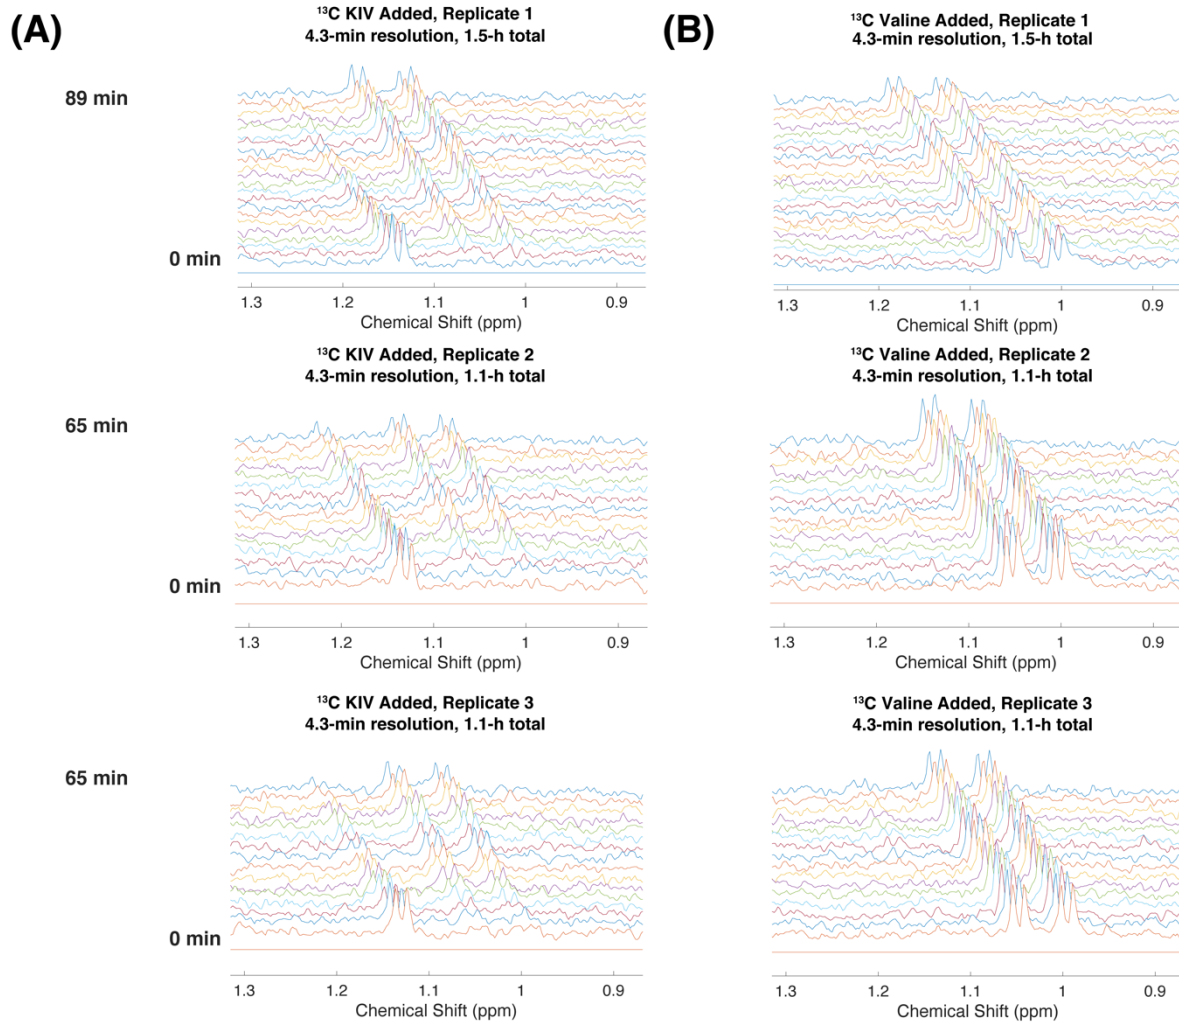 (A)
¹³C KIV Added, Replicate 1
4.3-min resolution, 1.5-h total
89 min
0 min
1.3 1.2 1.1 1 0.9
Chemical Shift (ppm)
(B)
¹³C Valine Added, Replicate 1
4.3-min resolution, 1.5-h total
1.3 1.2 1.1 1 0.9
Chemical Shift (ppm)
¹³C KIV Added, Replicate 2
4.3-min resolution, 1.1-h total
65 min
0 min
1.3 1.2 1.1 1 0.9
Chemical Shift (ppm)
¹³C Valine Added, Replicate 2
4.3-min resolution, 1.1-h total
1.3 1.2 1.1 1 0.9
Chemical Shift (ppm)
¹³C KIV Added, Replicate 3
4.3-min resolution, 1.1-h total
65 min
0 min
1.3 1.2 1.1 1 0.9
Chemical Shift (ppm)
¹³C Valine Added, Replicate 3
4.3-min resolution, 1.1-h total
1.3 1.2 1.1 1 0.9
Chemical Shift (ppm)